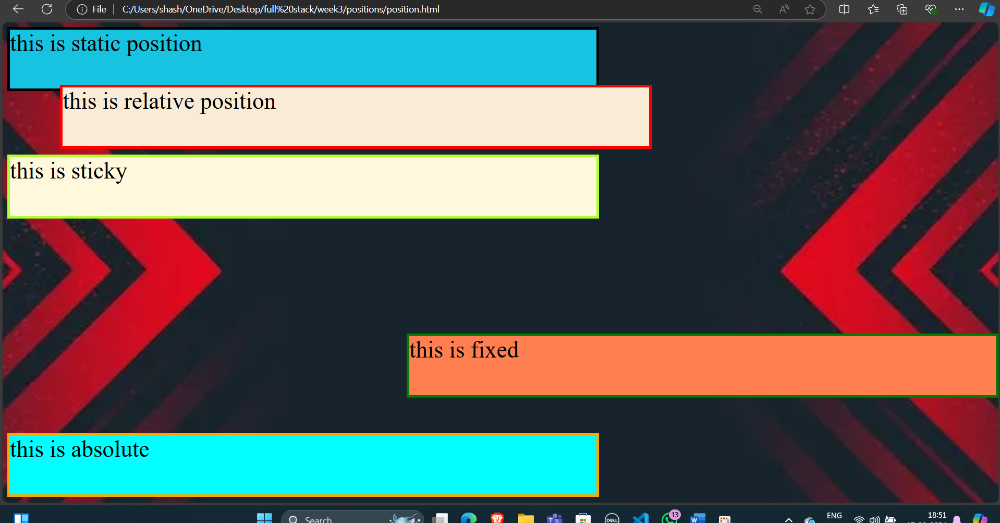 File
C:/Users/shash/OneDrive/Desktop/full%20stack/week3/positions/position.html
this is static position
this is relative position
this is sticky
this is fixed
this is absolute
Search
DELL
13
ENG
18:51